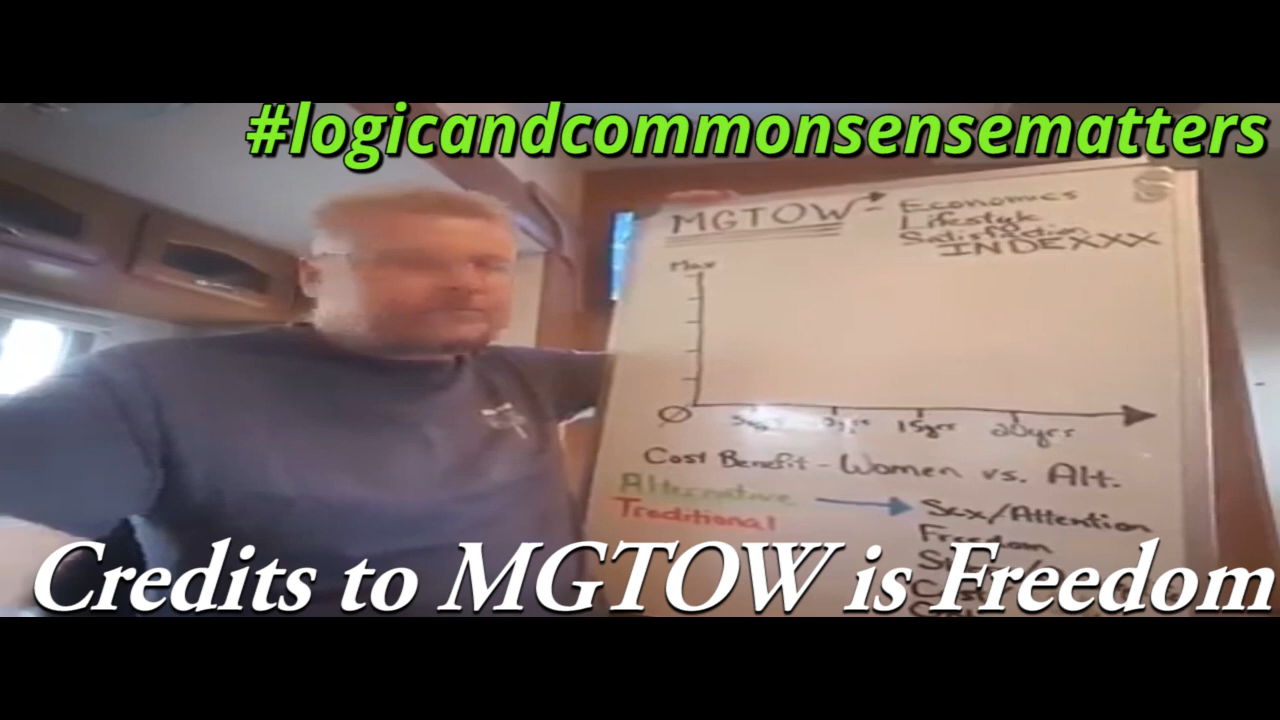 #logicandcommonsensematters
MGTOW - Economics
Lifestyle
Satisfaction
INDEXXX
Max
15yrs 20yrs
Cost Benefit - Women vs. Alt.
Alternative
Traditional
Sex/Attention
Freedom
Credits to MGTOW is Freedom